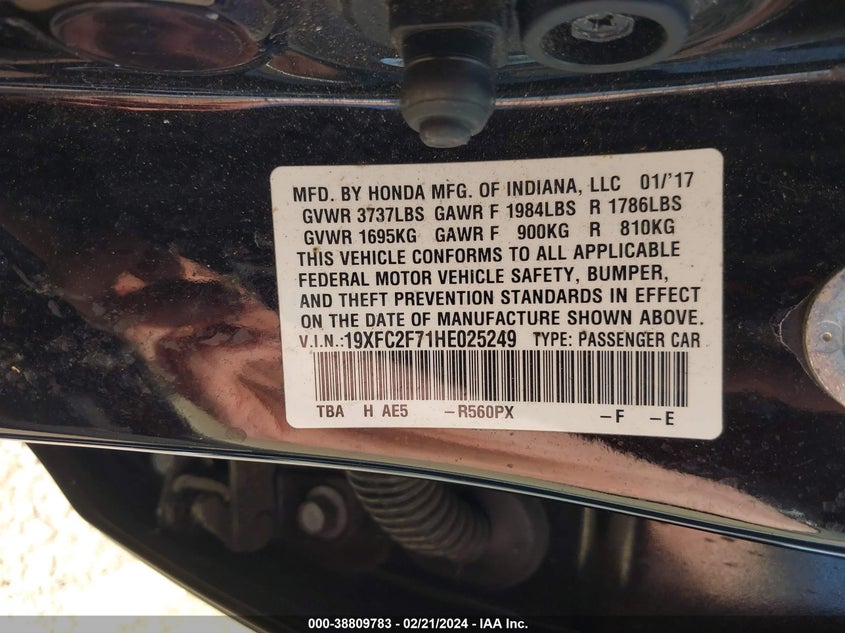 MFD. BY HONDA MFG. OF INDIANA, LLC 01/'17
GVWR 3737LBS GAWR F 1984LBS R 1786LBS
GVWR 1695KG GAWR F 900KG R 810KG
THIS VEHICLE CONFORMS TO ALL APPLICABLE
FEDERAL MOTOR VEHICLE SAFETY, BUMPER,
AND THEFT PREVENTION STANDARDS IN EFFECT
ON THE DATE OF MANUFACTURE SHOWN ABOVE.
V.I.N.:19XFC2F71HE025249 TYPE: PASSENGER CAR
TBA H AE5 –R560PX –F –E
000-38809783 - 02/21/2024 - IAA Inc.